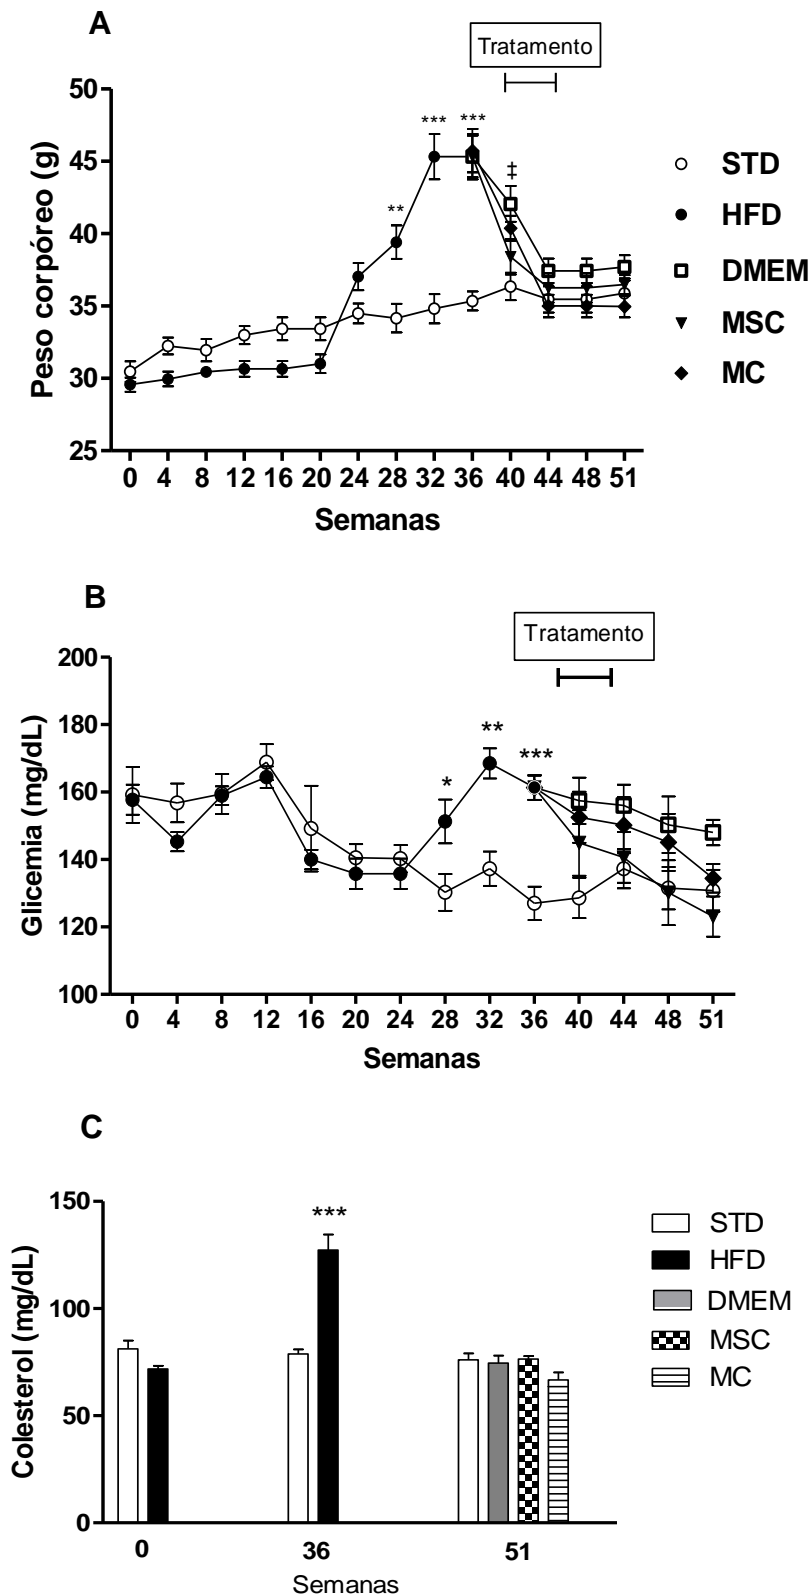 A
Tratamento
50
45
40
35
30
25
Peso corpóreo (g)
*** ***
**
‡
STD
HFD
DMEM
MSC
MC
0 4 8 12 16 20 24 28 32 36 40 44 48 51
Semanas
B
Tratamento
200
180
160
140
120
100
Glicemia (mg/dL)
*
**
***
0 4 8 12 16 20 24 28 32 36 40 44 48 51
Semanas
C
150
100
50
0
Colesterol (mg/dL)
***
STD
HFD
DMEM
MSC
MC
0 36 51
Semanas